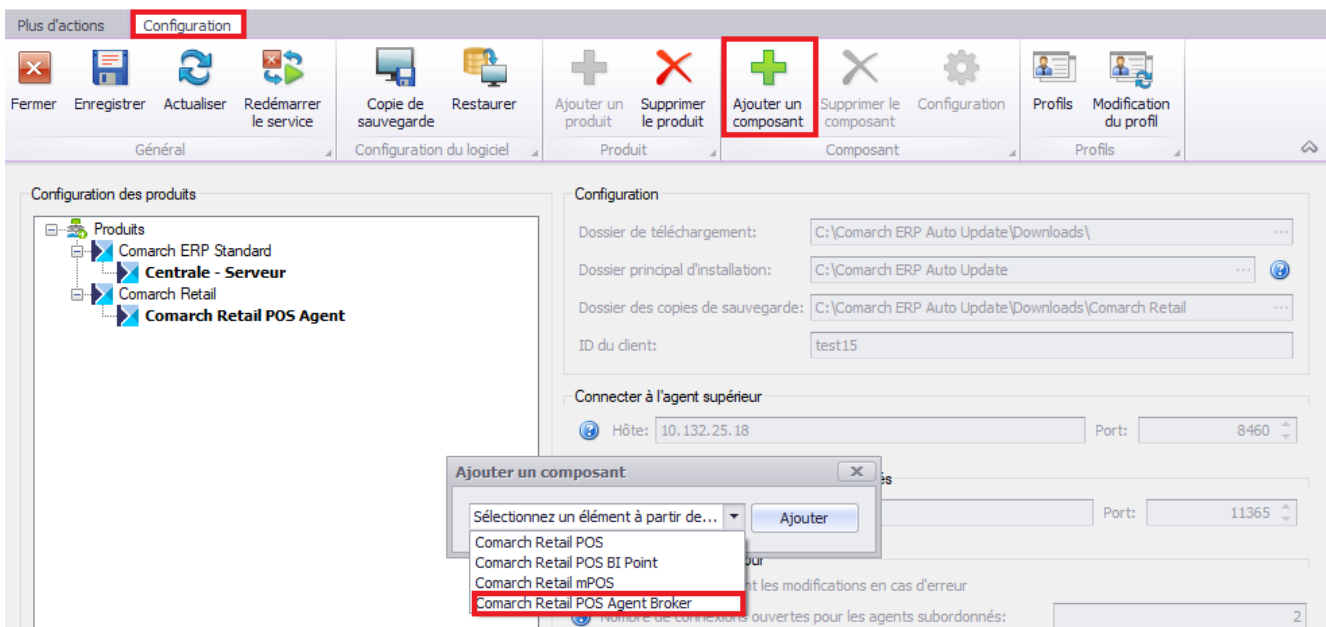 Plus d'actions Configuration
Fermer Enregistrer Actualiser Redémarrer le service Copie de sauvegarde Restaurer Ajouter un produit Supprimer le produit Ajouter un composant Supprimer le composant Configuration Profils Modification du profil
Général Configuration du logiciel Produit Composant Profils
Configuration des produits
Produits
Comarch ERP Standard
Centrale - Serveur
Comarch Retail
Comarch Retail POS Agent
Configuration
Dossier de téléchargement: C:\Comarch ERP Auto Update\Downloads\ ...
Dossier principal d'installation: C:\Comarch ERP Auto Update ...
Dossier des copies de sauvegarde: C:\Comarch ERP Auto Update\Downloads\Comarch Retail ...
ID du client: test15
Connecter à l'agent supérieur
Hôte: 10.132.25.18 Port: 8460
Port: 11365
Ajouter un composant
Sélectionnez un élément à partir de... Ajouter
Comarch Retail POS
Comarch Retail POS BI Point
Comarch Retail mPOS
Comarch Retail POS Agent Broker
les modifications en cas d'erreur
Nombre de connexions ouvertes pour les agents subordonnés: 2